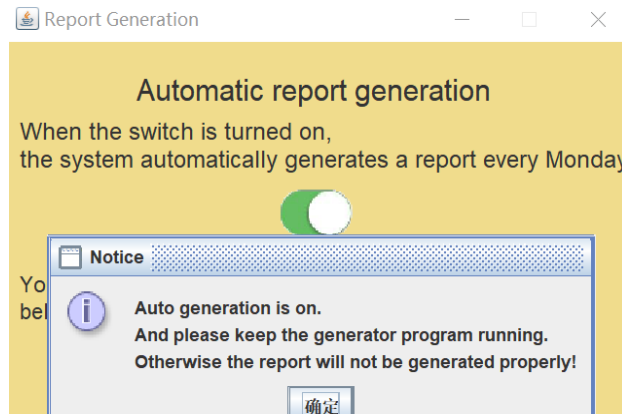 Report Generation
Automatic report generation
When the switch is turned on,
the system automatically generates a report every Monday
Notice
Yo
bel
Auto generation is on.
And please keep the generator program running.
Otherwise the report will not be generated properly!
确定